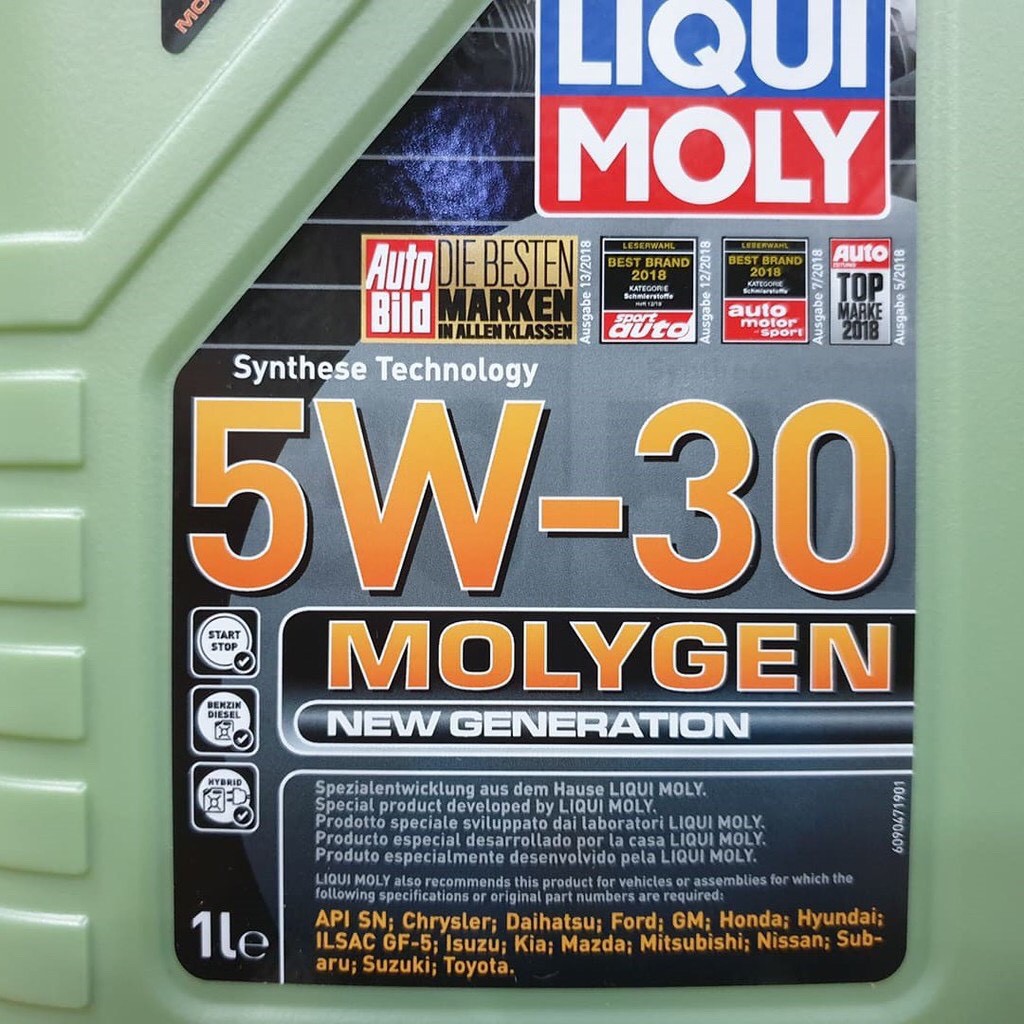 MO
LIQUI
MOLY
Auto
Bild
DIE BESTEN
MARKEN
IN ALLEN KLASSEN
Ausgabe 13/2018
LESERWAHL
BEST BRAND
2018
KATEGORIE
Schmierstoffe
Heft 12/18
sport
auto
Ausgabe 12/2018
LESERWAHL
BEST BRAND
2018
KATEGORIE
Schmierstoffe
auto
motor
sport
Ausgabe 7/2018
Auto
ZEITUNG
TOP
MARKE
2018
Ausgabe 5/2018
Synthese Technology
5W-30
START
STOP
MOLYGEN
BENZIN
DIESEL
NEW GENERATION
HYBRID
Spezialentwicklung aus dem Hause LIQUI MOLY.
Special product developed by LIQUI MOLY.
Prodotto speciale sviluppato dai laboratori LIQUI MOLY.
Producto especial desarrollado por la casa LIQUI MOLY.
Produto especialmente desenvolvido pela LIQUI MOLY.
6090471901
LIQUI MOLY also recommends this product for vehicles or assemblies for which the
following specifications or original part numbers are required:
API SN; Chrysler; Daihatsu; Ford; GM; Honda; Hyundai;
ILSAC GF-5; Isuzu; Kia; Mazda; Mitsubishi; Nissan; Sub-
aru; Suzuki; Toyota.
1L e